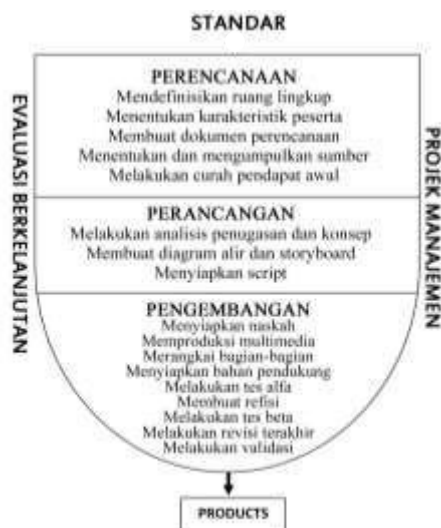 STANDAR
EVALUASI BERKELANJUTAN
PERENCANAAN
Mendefinisikan ruang lingkup
Menentukan karakteristik peserta
Membuat dokumen perencanaan
Menentukan dan mengumpulkan sumber
Melakukan curah pendapat awal
PERANCANGAN
Melakukan analisis penugasan dan konsep
Membuat diagram alir dan storyboard
Menyiapkan script
PENGEMBANGAN
Menyiapkan naskah
Memproduksi multimedia
Merangkai bagian-bagian
Menyiapkan bahan pendukung
Melakukan tes alfa
Membuat refisi
Melakukan tes beta
Melakukan revisi terakhir
Melakukan validasi
PROJEK MANAJEMEN
PRODUCTS